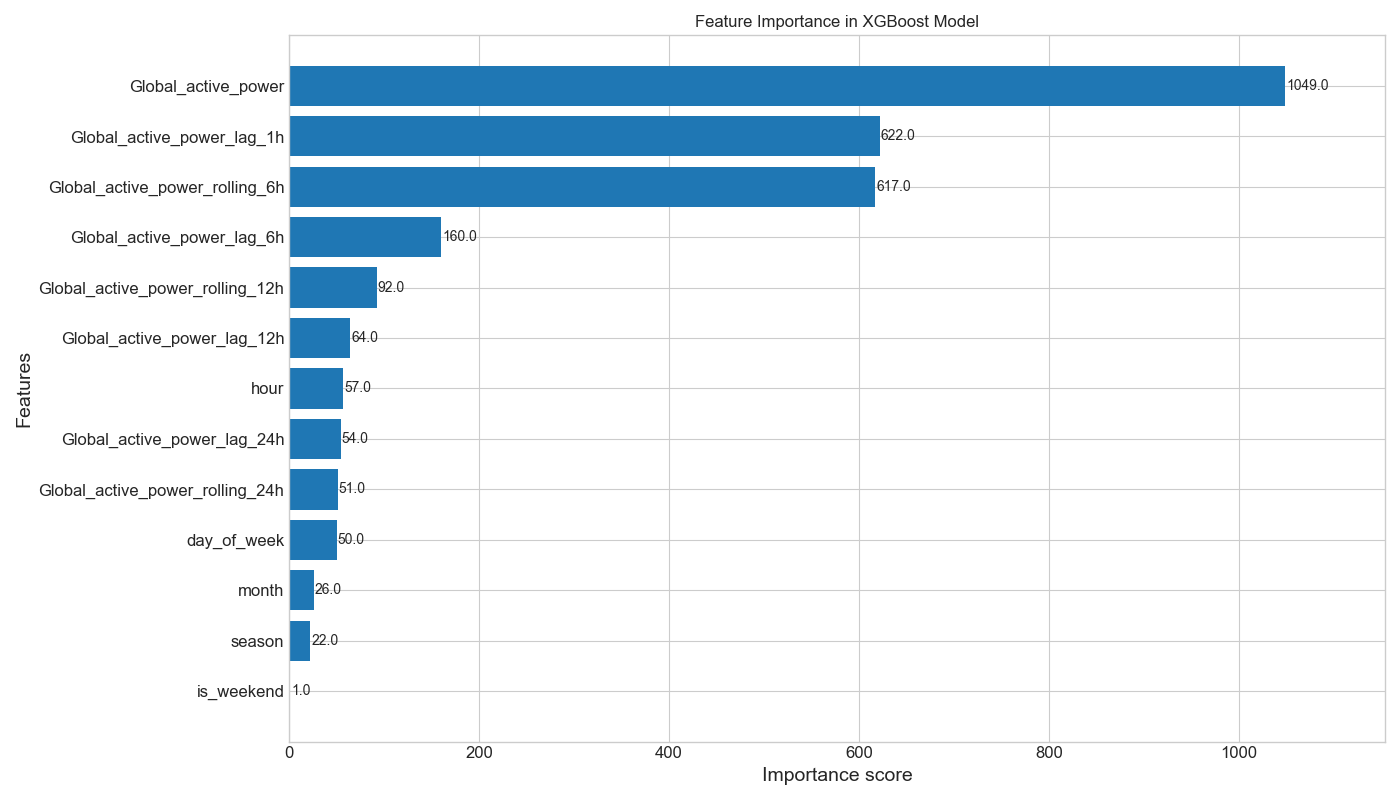 Feature Importance in XGBoost Model
Global_active_power 1049.0
Global_active_power_lag_1h 622.0
Global_active_power_rolling_6h 617.0
Global_active_power_lag_6h 160.0
Global_active_power_rolling_12h 92.0
Global_active_power_lag_12h 64.0
hour 57.0
Global_active_power_lag_24h 54.0
Global_active_power_rolling_24h 51.0
day_of_week 50.0
month 26.0
season 22.0
is_weekend 1.0
Features
0 200 400 600 800 1000
Importance score